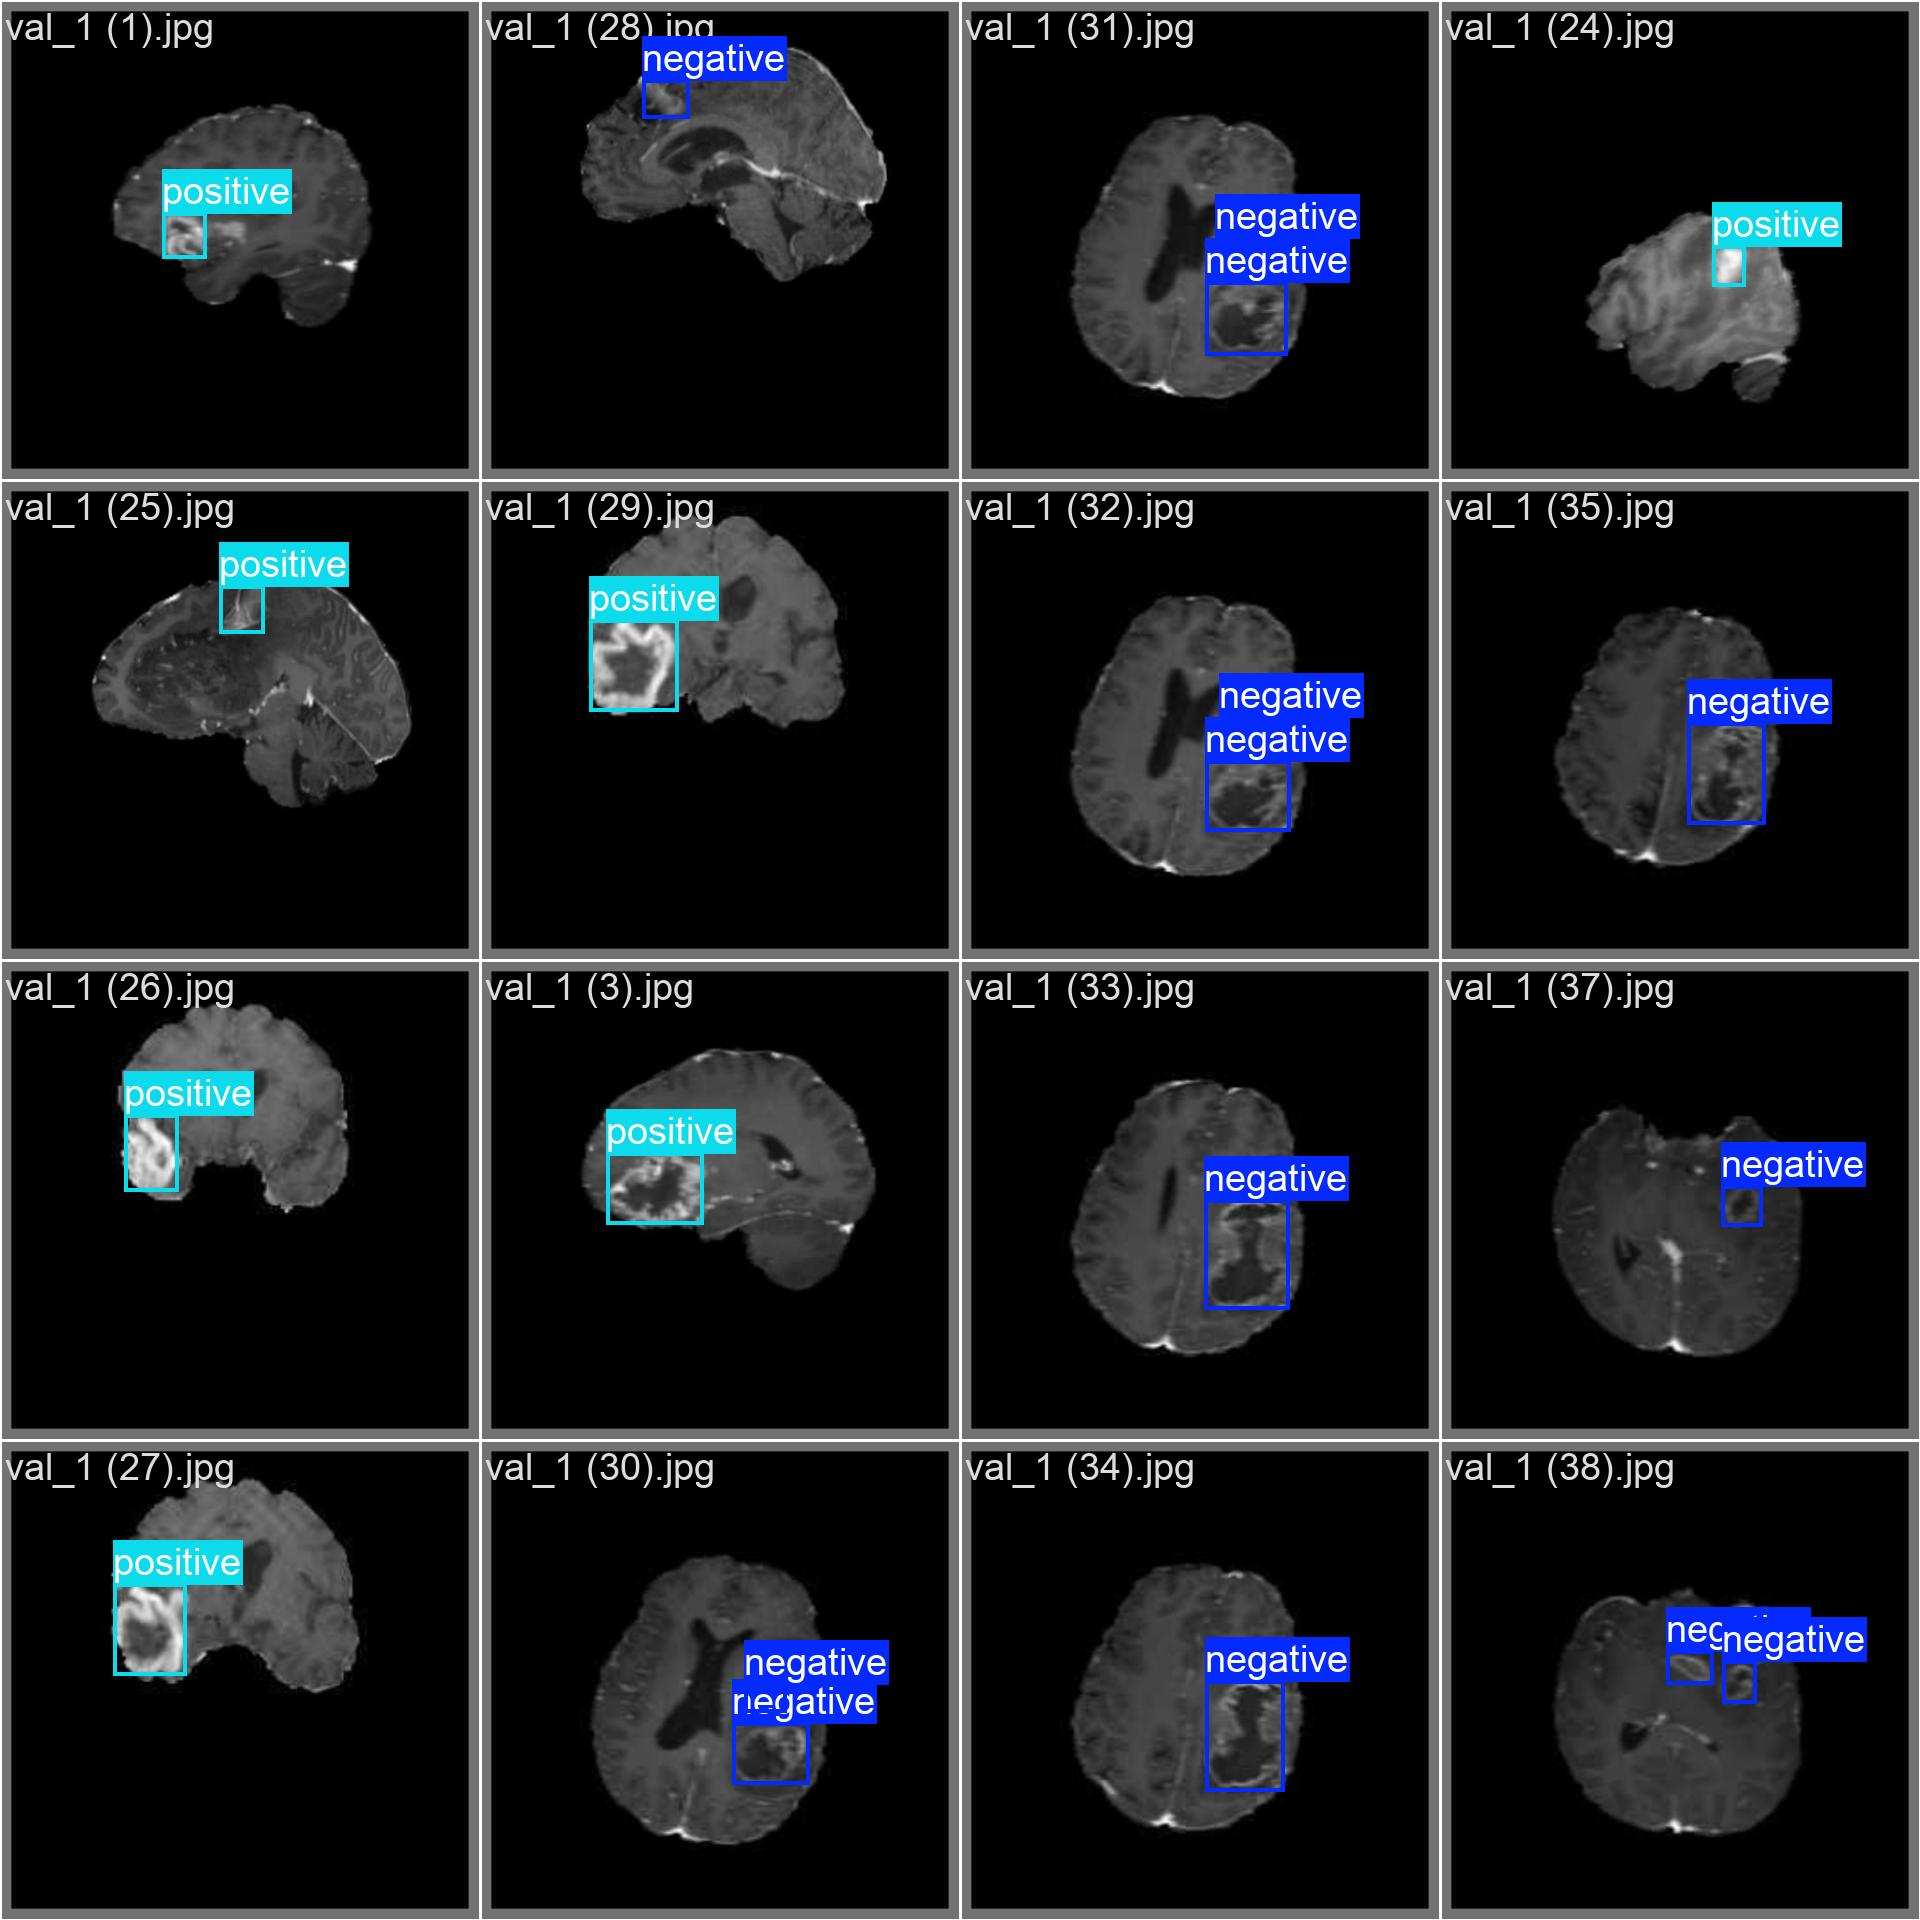 val_1 (1).jpg
positive
val_1 (28).jpg
negative
val_1 (31).jpg
negative
negative
val_1 (24).jpg
positive
val_1 (25).jpg
positive
val_1 (29).jpg
positive
val_1 (32).jpg
negative
negative
val_1 (35).jpg
negative
val_1 (26).jpg
positive
val_1 (3).jpg
positive
val_1 (33).jpg
negative
val_1 (37).jpg
negative
val_1 (27).jpg
positive
val_1 (30).jpg
negative
negative
val_1 (34).jpg
negative
val_1 (38).jpg
negative